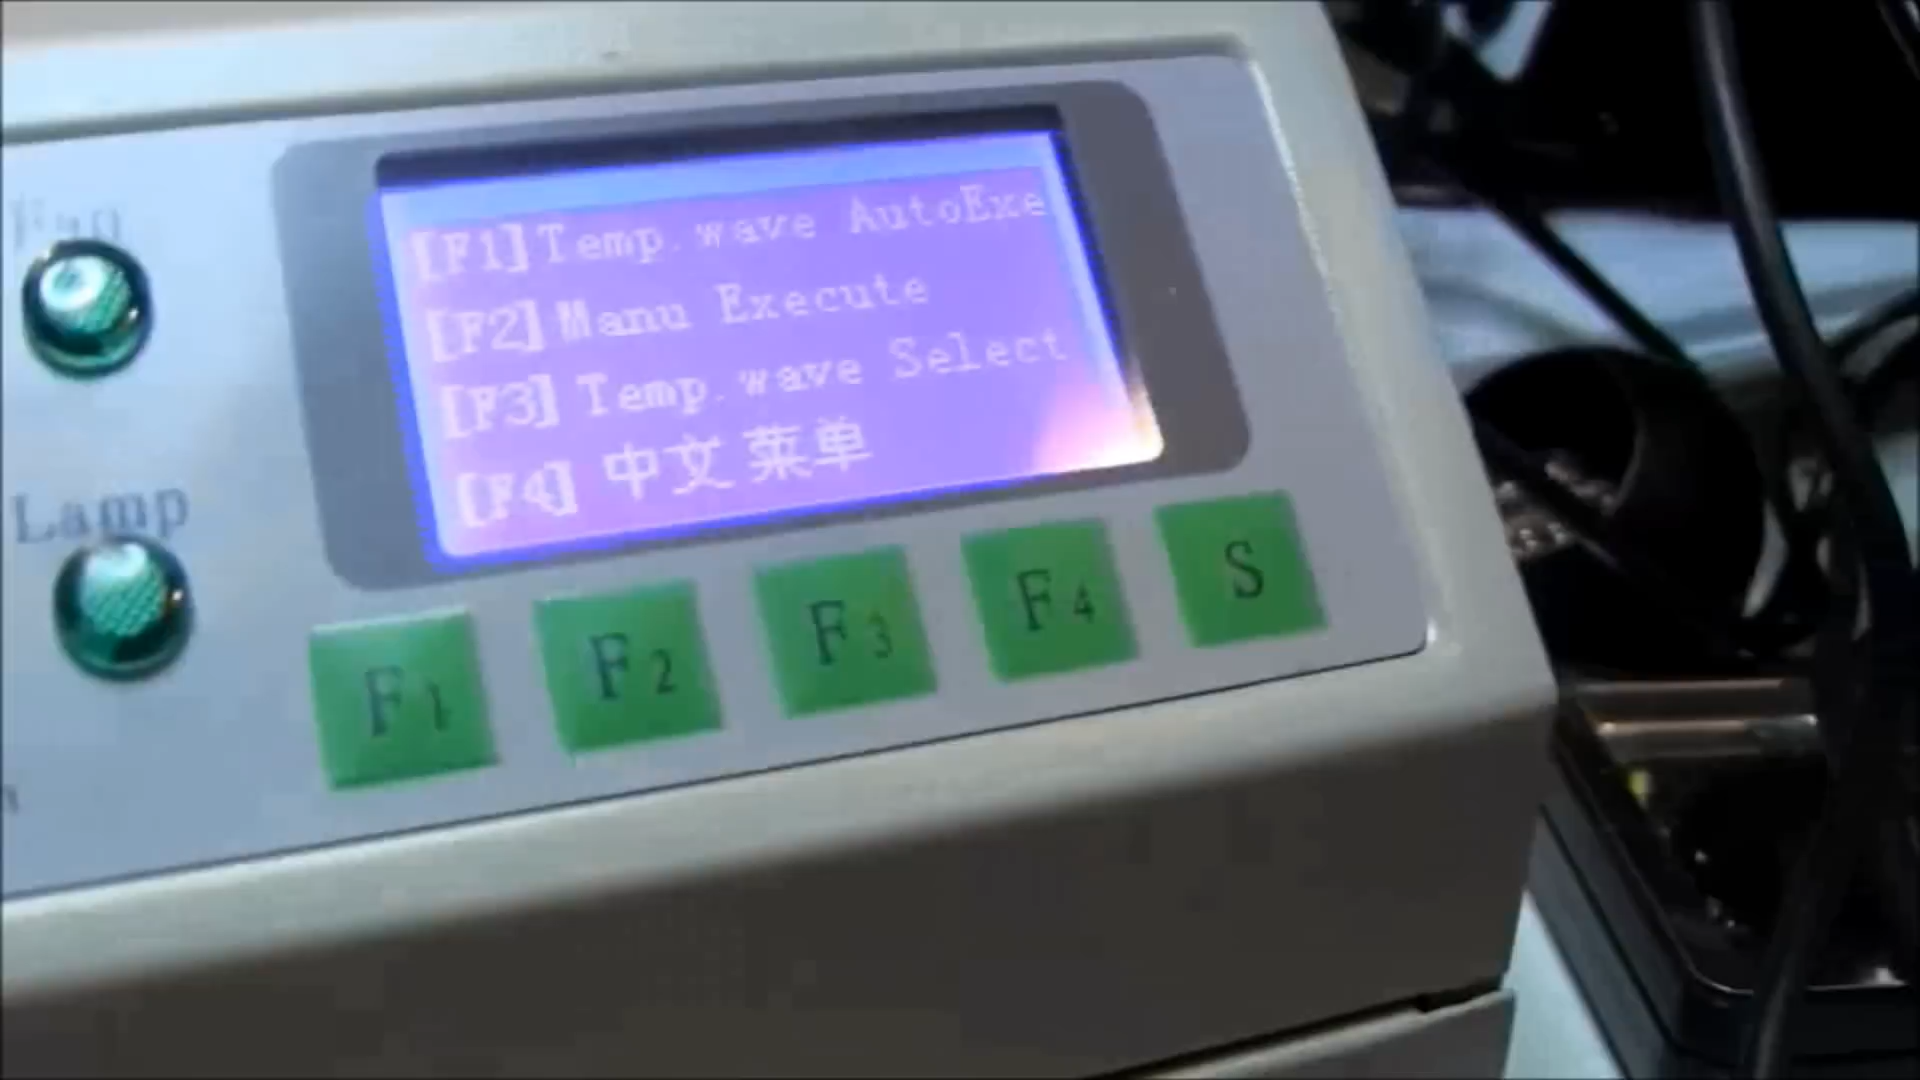 Fan
[F1]Temp.wave AutoExe
[F2]Manu Execute
[F3] Temp.wave Select
[F4] 中文菜单
Lamp
F1 F2 F3 F4 S